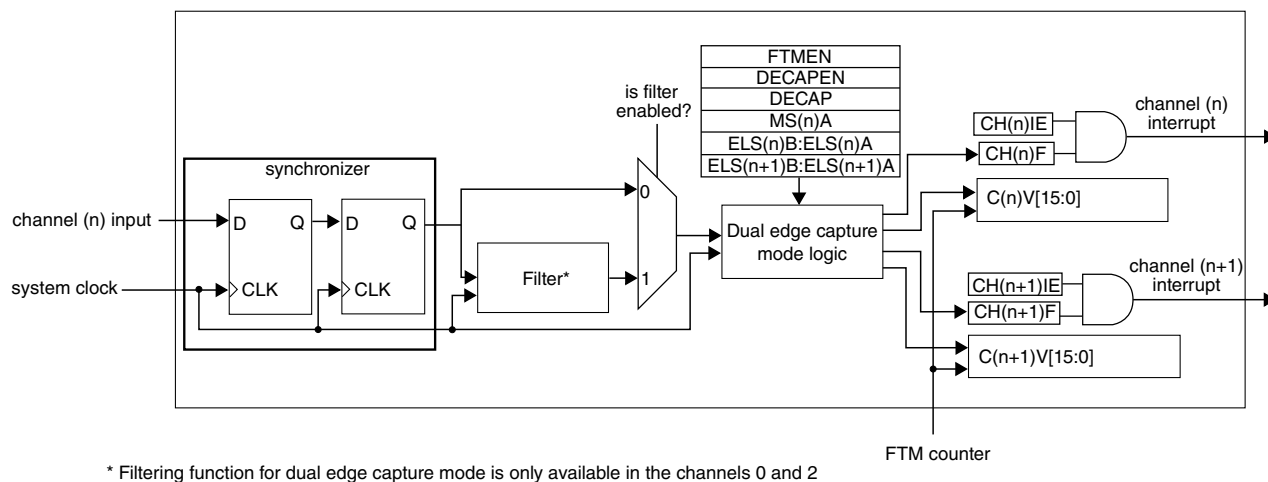 FTMEN
DECAPEN
DECAP
MS(n)A
ELS(n)B:ELS(n)A
ELS(n+1)B:ELS(n+1)A
is filter
enabled?
synchronizer
channel (n) input
system clock
D Q
CLK
D Q
CLK
Filter*
0
1
Dual edge capture
mode logic
CH(n)IE
CH(n)F
channel (n)
interrupt
C(n)V[15:0]
CH(n+1)IE
CH(n+1)F
channel (n+1)
interrupt
C(n+1)V[15:0]
FTM counter
* Filtering function for dual edge capture mode is only available in the channels 0 and 2